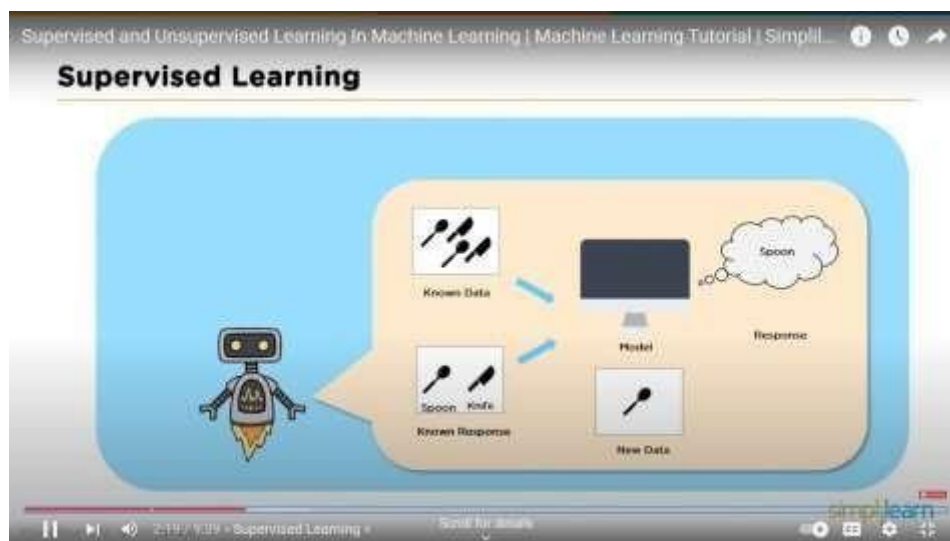 Supervised and Unsupervised Learning In Machine Learning | Machine Learning Tutorial | Simplil...
Supervised Learning
Known Data
Spoon
Model
Response
Spoon Knife
Known Response
New Data
2:19 / 9:09 • Supervised Learning
Scroll for details
simplilearn